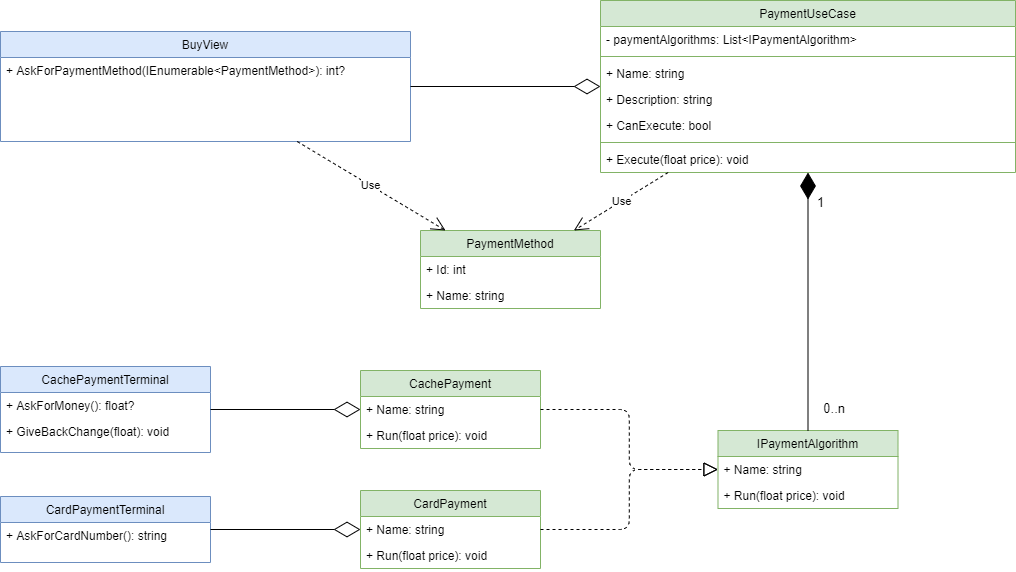 PaymentUseCase
- paymentAlgorithms: List<IPaymentAlgorithm>
+ Name: string
+ Description: string
+ CanExecute: bool
+ Execute(float price): void
BuyView
+ AskForPaymentMethod(IEnumerable<PaymentMethod>): int?
Use
Use
1
PaymentMethod
+ Id: int
+ Name: string
CachePaymentTerminal
+ AskForMoney(): float?
+ GiveBackChange(float): void
CachePayment
+ Name: string
+ Run(float price): void
0..n
IPaymentAlgorithm
+ Name: string
+ Run(float price): void
CardPaymentTerminal
+ AskForCardNumber(): string
CardPayment
+ Name: string
+ Run(float price): void